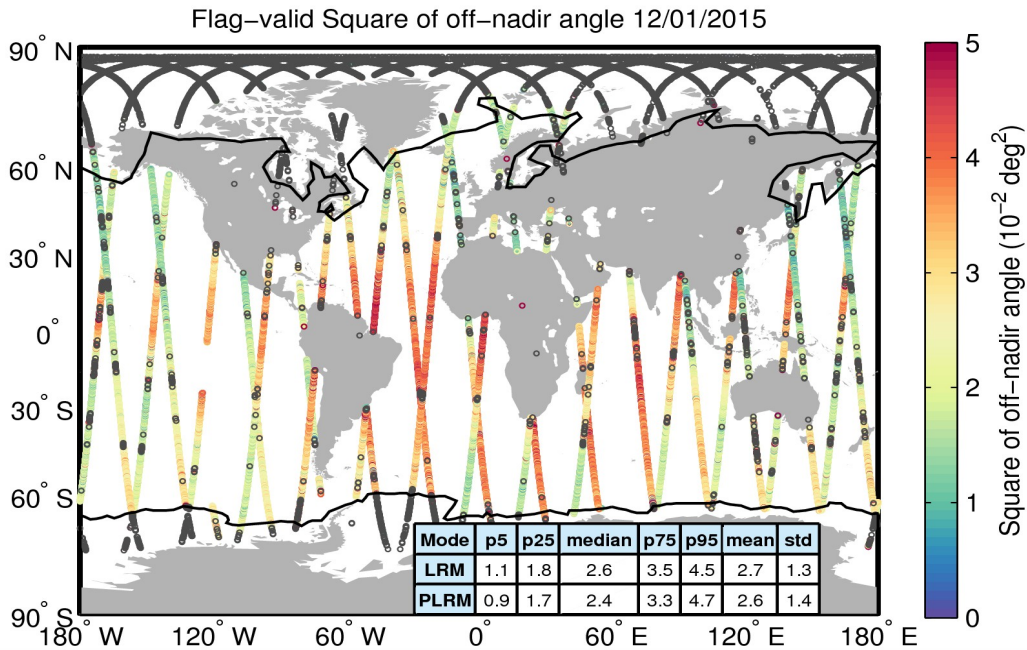 Flag−valid Square of off−nadir angle 12/01/2015
90° N
60° N
30° N
0°
30° S
60° S
90° S
180° W
120° W
60° W
0°
60° E
120° E
180° E
5
4
3
2
1
0
Square of off−nadir angle (10⁻² deg²)
Mode p5 p25 median p75 p95 mean std
LRM 1.1 1.8 2.6 3.5 4.5 2.7 1.3
PLRM 0.9 1.7 2.4 3.3 4.7 2.6 1.4